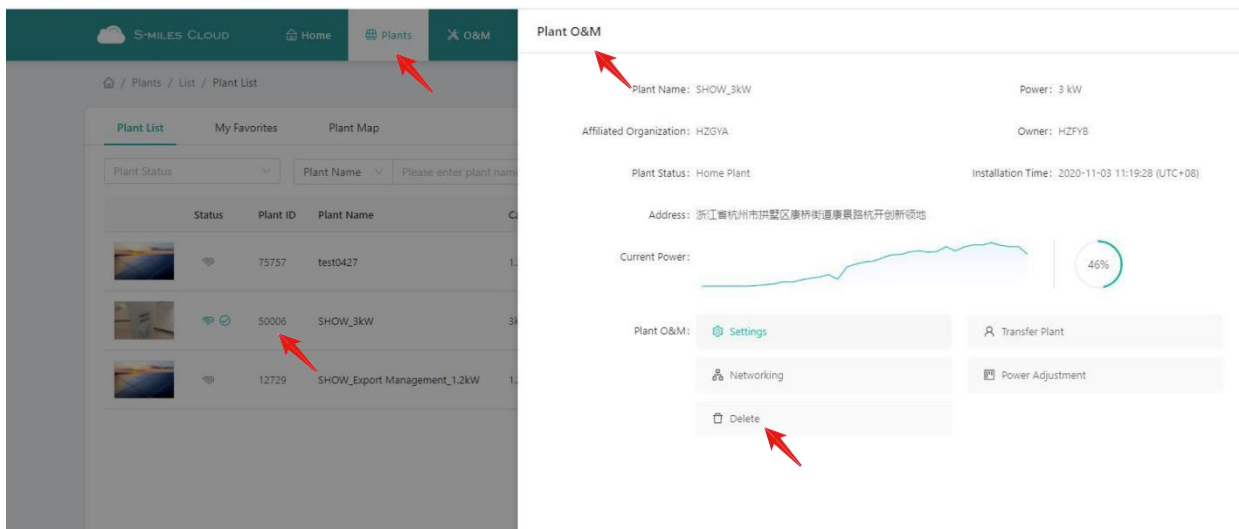 S-MILES CLOUD
Home
Plants
O&M
/ Plants / List / Plant List
Plant List
My Favorites
Plant Map
Plant Status
Plant Name
Please enter plant name
Status
Plant ID
Plant Name
75757
test0427
1.
50006
SHOW_3kW
12729
SHOW_Export Management_1.2kW
1.
Plant O&M
Plant Name: SHOW_3kW
Power: 3 kW
Affiliated Organization: HZGYA
Owner: HZFYB
Plant Status: Home Plant
Installation Time: 2020-11-03 11:19:28 (UTC+08)
Address: 浙江省杭州市拱墅区康桥街道康景路杭开创新领地
Current Power:
46%
Plant O&M:
Settings
Transfer Plant
Networking
Power Adjustment
Delete